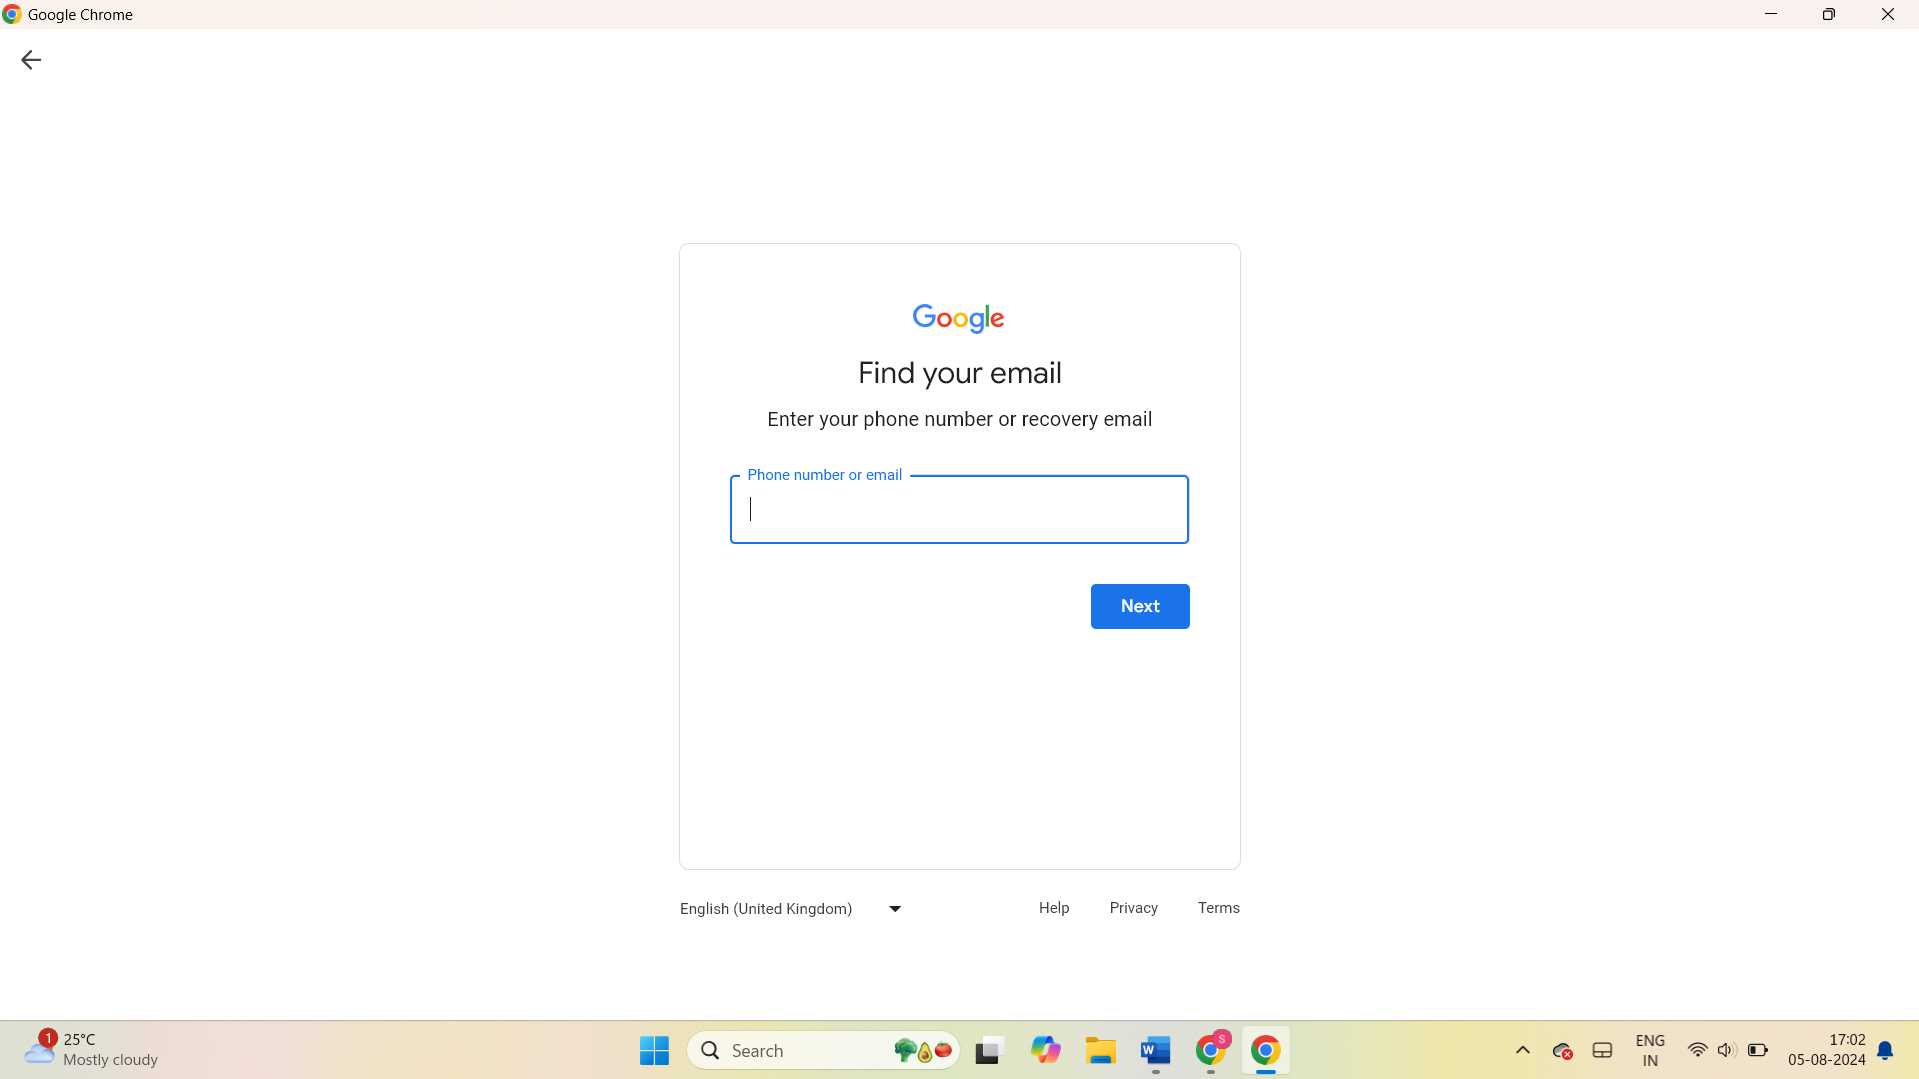 Google Chrome
Google
Find your email
Enter your phone number or recovery email
Phone number or email
Next
English (United Kingdom)
Help
Privacy
Terms
1
25°C
Mostly cloudy
Search
W
S
ENG
IN
17:02
05-08-2024